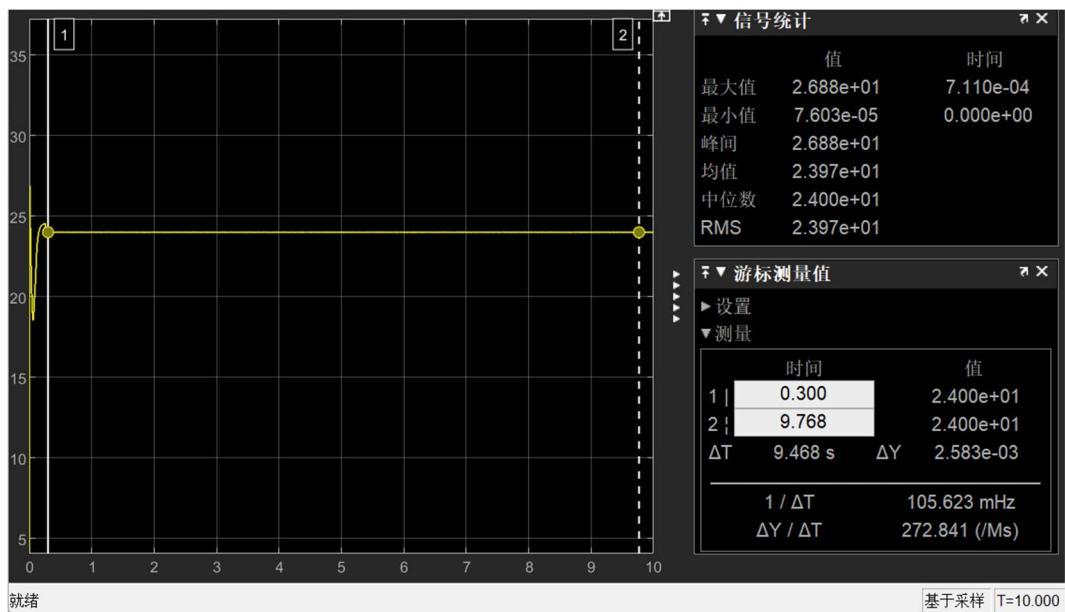 1
2
35
30
25
20
15
10
5
0 1 2 3 4 5 6 7 8 9 10
信号统计
值 时间
最大值 2.688e+01 7.110e-04
最小值 7.603e-05 0.000e+00
峰间 2.688e+01
均值 2.397e+01
中位数 2.400e+01
RMS 2.397e+01
游标测量值
设置
测量
时间 值
1 | 0.300 2.400e+01
2 ¦ 9.768 2.400e+01
ΔT 9.468 s ΔY 2.583e-03
1 / ΔT 105.623 mHz
ΔY / ΔT 272.841 (/Ms)
就绪 基于采样 T=10.000